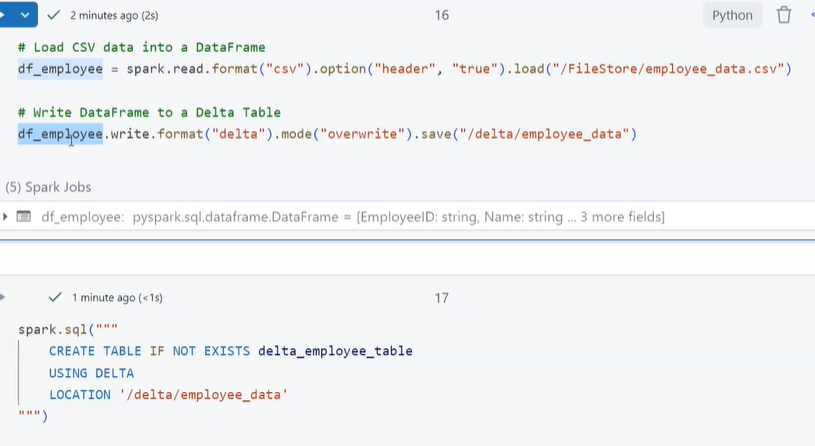 2 minutes ago (2s)
16
Python
# Load CSV data into a DataFrame
df_employee = spark.read.format("csv").option("header", "true").load("/FileStore/employee_data.csv")
# Write DataFrame to a Delta Table
df_employee.write.format("delta").mode("overwrite").save("/delta/employee_data")
(5) Spark Jobs
df_employee: pyspark.sql.dataframe.DataFrame = [EmployeeID: string, Name: string ... 3 more fields]
1 minute ago (<1s)
17
spark.sql("""
CREATE TABLE IF NOT EXISTS delta_employee_table
USING DELTA
LOCATION '/delta/employee_data'
""")